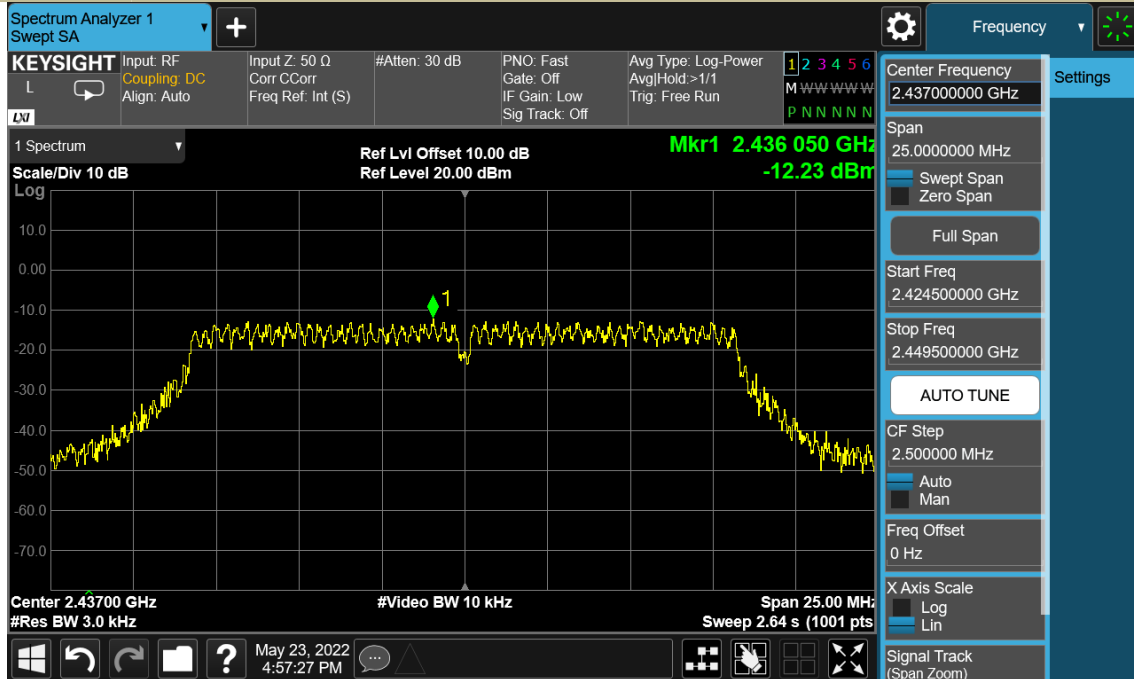 Spectrum Analyzer 1
Swept SA
Frequency
KEYSIGHT
L
LXI
Input: RF
Coupling: DC
Align: Auto
Input Z: 50 Ω
Corr CCorr
Freq Ref: Int (S)
#Atten: 30 dB
PNO: Fast
Gate: Off
IF Gain: Low
Sig Track: Off
Avg Type: Log-Power
Avg|Hold:>1/1
Trig: Free Run
1 2 3 4 5 6
M W W W W W
P N N N N N
1 Spectrum
Scale/Div 10 dB
Log
Ref Lvl Offset 10.00 dB
Ref Level 20.00 dBm
Mkr1 2.436 050 GHz
-12.23 dBm
10.0
0.00
-10.0
-20.0
-30.0
-40.0
-50.0
-60.0
-70.0
1
Center 2.43700 GHz
#Res BW 3.0 kHz
#Video BW 10 kHz
Span 25.00 MHz
Sweep 2.64 s (1001 pts
?
May 23, 2022
4:57:27 PM
Center Frequency
2.437000000 GHz
Span
25.0000000 MHz
Swept Span
Zero Span
Full Span
Start Freq
2.424500000 GHz
Stop Freq
2.449500000 GHz
AUTO TUNE
CF Step
2.500000 MHz
Auto
Man
Freq Offset
0 Hz
X Axis Scale
Log
Lin
Signal Track
(Span Zoom)
Settings